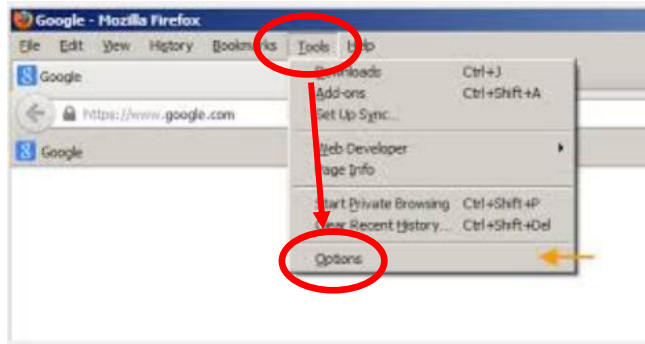 Google - Mozilla Firefox
File Edit View History Bookmarks Tools Help
Google
https://www.google.com
Google
Downloads Ctrl+J
Add-ons Ctrl+Shift+A
Set Up Sync...
Web Developer
Page Info
Start Private Browsing Ctrl+Shift+P
Clear Recent History... Ctrl+Shift+Del
Options